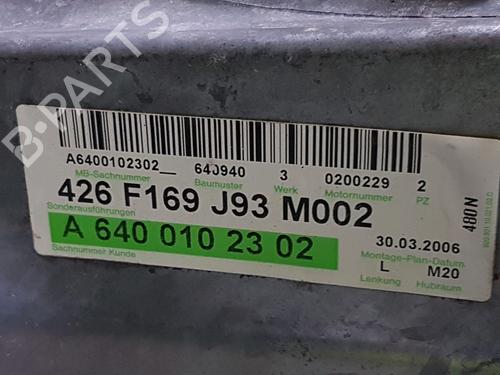 A6400102302_ 640940 3 0200229 2
MB-Sachnummer Baumuster Werk Motornummer PZ
426 F169 J93 M002
Sonderausführungen
A 640 010 23 02
Sachnummer Kunde
30.03.2006
Montage-Plan-Datum
L M20
Lenkung Hubraum
480N
B-PARTS